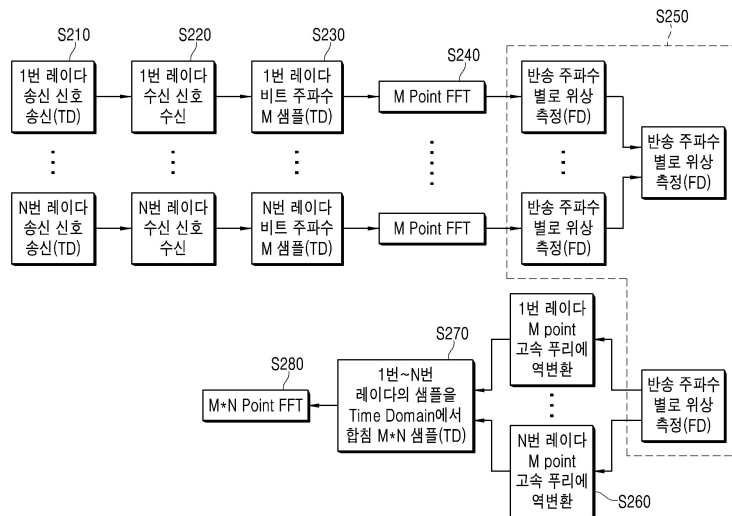 S210
S220
S230
S240
S250
1번 레이다
송신 신호
송신(TD)
1번 레이다
수신 신호
수신
1번 레이다
비트 주파수
M 샘플(TD)
M Point FFT
반송 주파수
별로 위상
측정(FD)
반송 주파수
별로 위상
측정(FD)
N번 레이다
송신 신호
송신(TD)
N번 레이다
수신 신호
수신
N번 레이다
비트 주파수
M 샘플(TD)
M Point FFT
반송 주파수
별로 위상
측정(FD)
S280
M*N Point FFT
S270
1번~N번
레이다의 샘플을
Time Domain에서
합침 M*N 샘플(TD)
1번 레이다
M point
고속 푸리에
역변환
N번 레이다
M point
고속 푸리에
역변환
S260
반송 주파수
별로 위상
측정(FD)